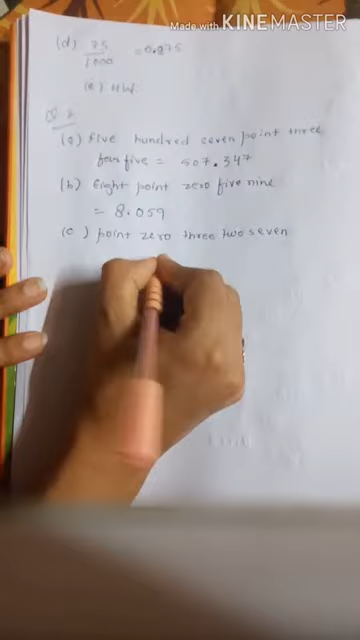 Made with KINEMASTER
(d) 75/1000 = 0.075
Q 2
(a) Five hundred seven point three
four five = 507.347
(b) Eight point zero five nine
= 8.059
(c) point zero three two seven